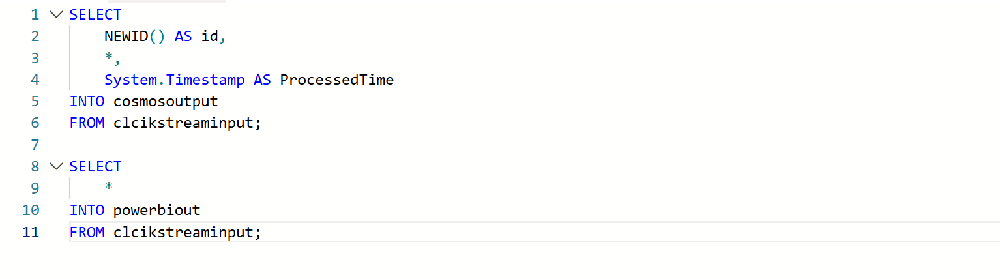 1 SELECT
2 NEWID() AS id,
3 *,
4 System.Timestamp AS ProcessedTime
5 INTO cosmosoutput
6 FROM clcikstreaminput;
7
8 SELECT
9 *
10 INTO powerbiout
11 FROM clcikstreaminput;